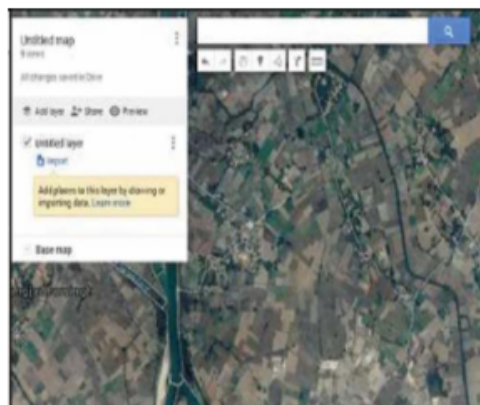 Untitled map
All changes saved in Drive
Add layer Share Preview
Untitled layer
Import
Add places to this layer by drawing or
importing data. Learn more
Base map